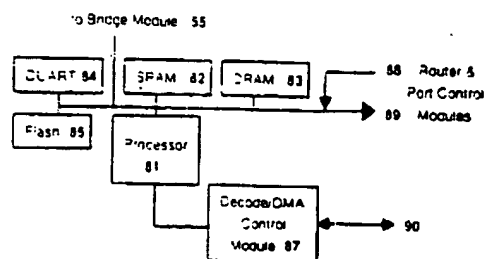 to Bridge Module 55
DUART 84
SRAM 82
DRAM 83
88 Router &
Port Control
89 Modules
Flash 85
Processor
81
Decode/DMA
Control
Module 87
90